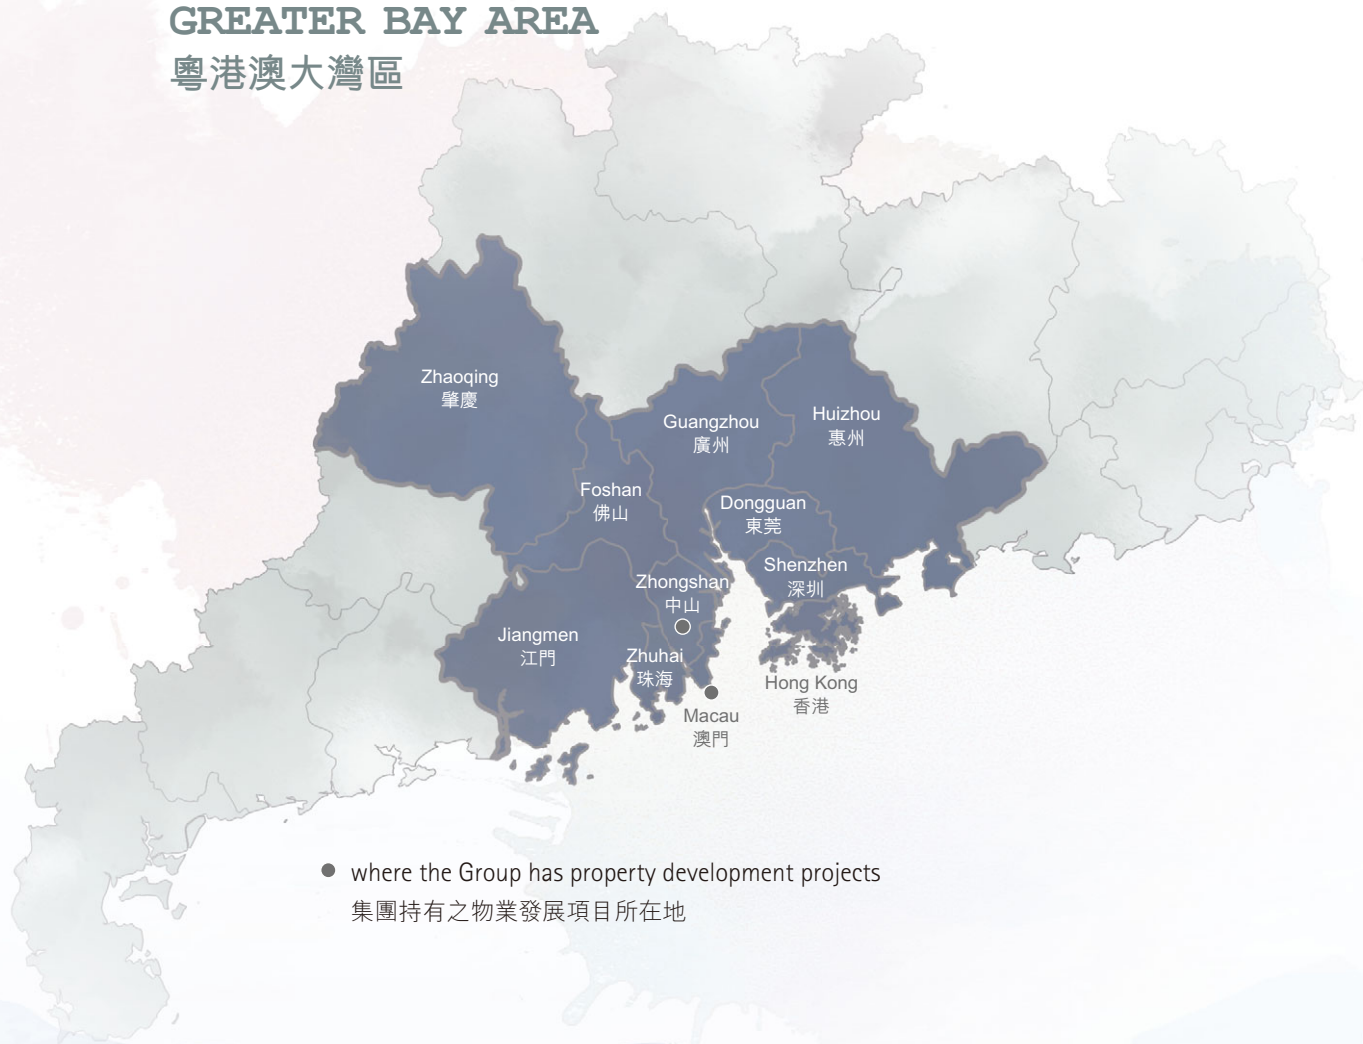 GREATER BAY AREA
粵港澳大灣區
Zhaoqing
肇慶
Guangzhou
廣州
Huizhou
惠州
Foshan
佛山
Dongguan
東莞
Shenzhen
深圳
Zhongshan
中山
Jiangmen
江門
Zhuhai
珠海
Hong Kong
香港
Macau
澳門
where the Group has property development projects
集團持有之物業發展項目所在地